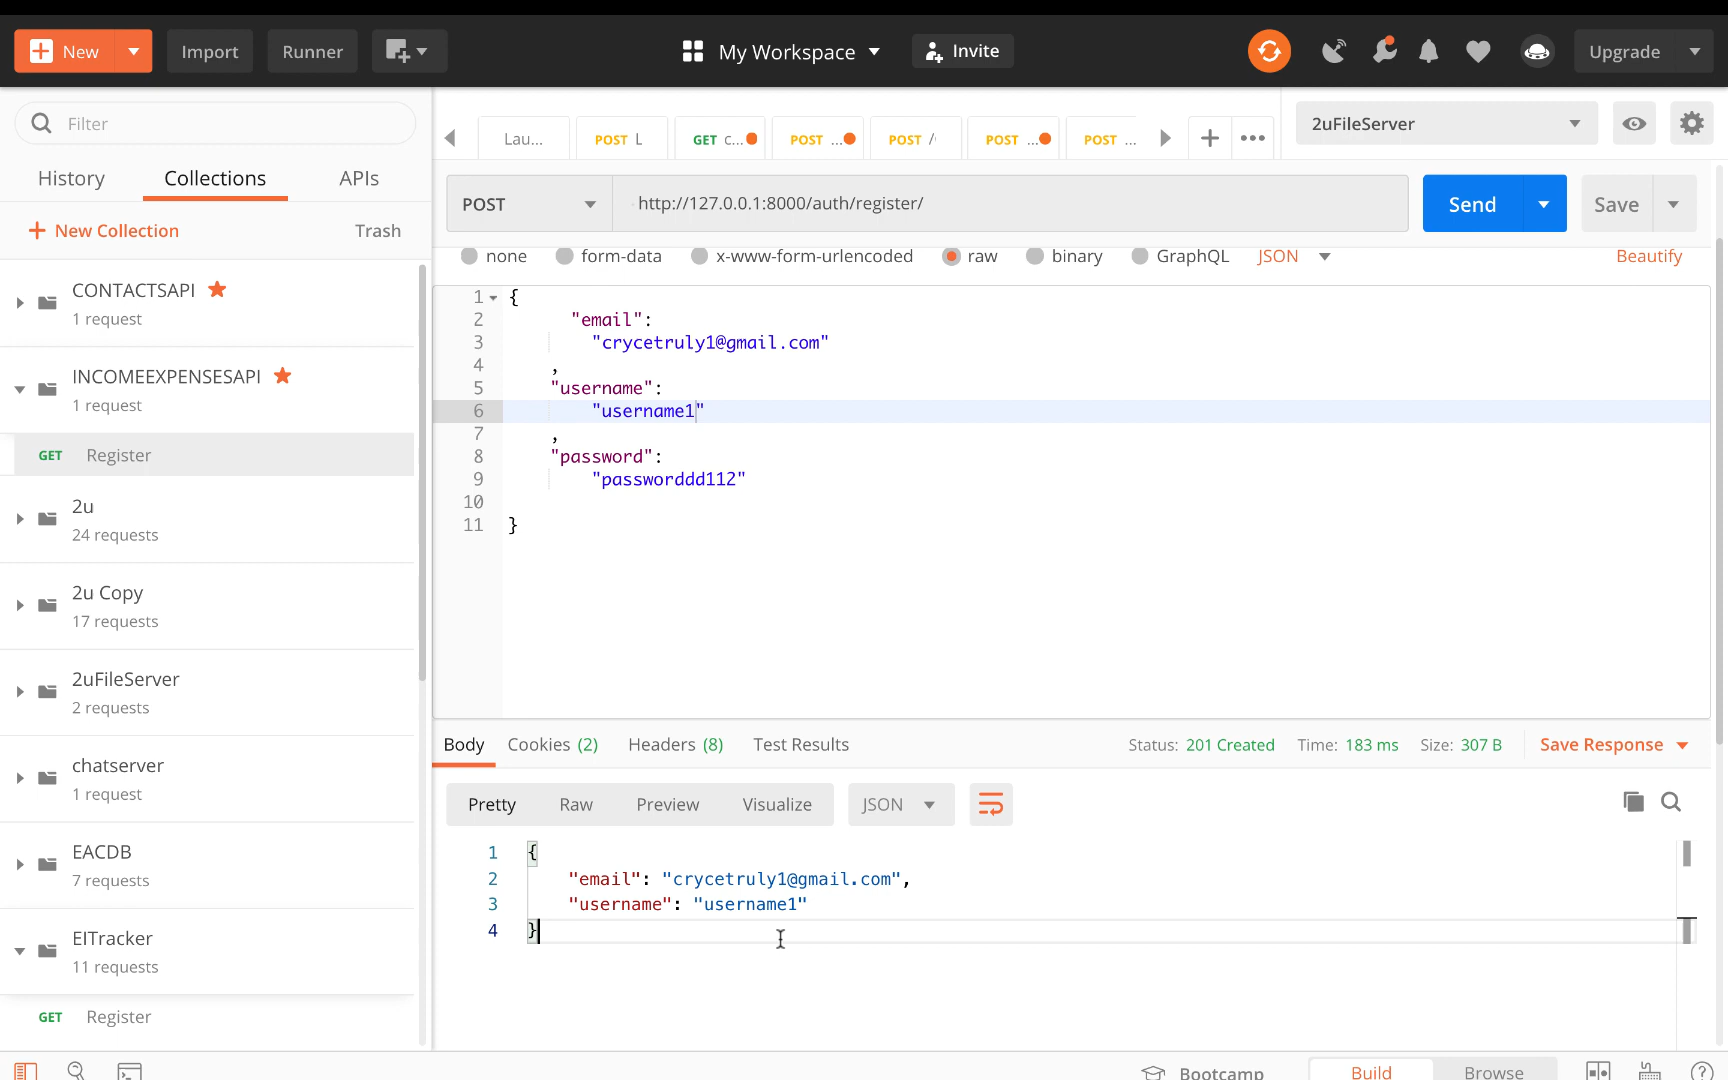 New
Import
Runner
My Workspace
Invite
Upgrade
Filter
History
Collections
APIs
New Collection
Trash
CONTACTSAPI
1 request
INCOMEEXPENSESAPI
1 request
GET Register
2u
24 requests
2u Copy
17 requests
2uFileServer
2 requests
chatserver
1 request
EACDB
7 requests
EITracker
11 requests
GET Register
Lau...
POST L
GET c...
POST ...
POST /
POST ...
POST ...
2uFileServer
POST
http://127.0.0.1:8000/auth/register/
Send
Save
none
form-data
x-www-form-urlencoded
raw
binary
GraphQL
JSON
Beautify
1 {
2 "email":
3 "crycetruly1@gmail.com"
4 ,
5 "username":
6 "username1"
7 ,
8 "password":
9 "passworddd112"
10
11 }
Body
Cookies (2)
Headers (8)
Test Results
Status: 201 Created
Time: 183 ms
Size: 307 B
Save Response
Pretty
Raw
Preview
Visualize
JSON
1 {
2 "email": "crycetruly1@gmail.com",
3 "username": "username1"
4 }
Bootcamp
Build
Browse